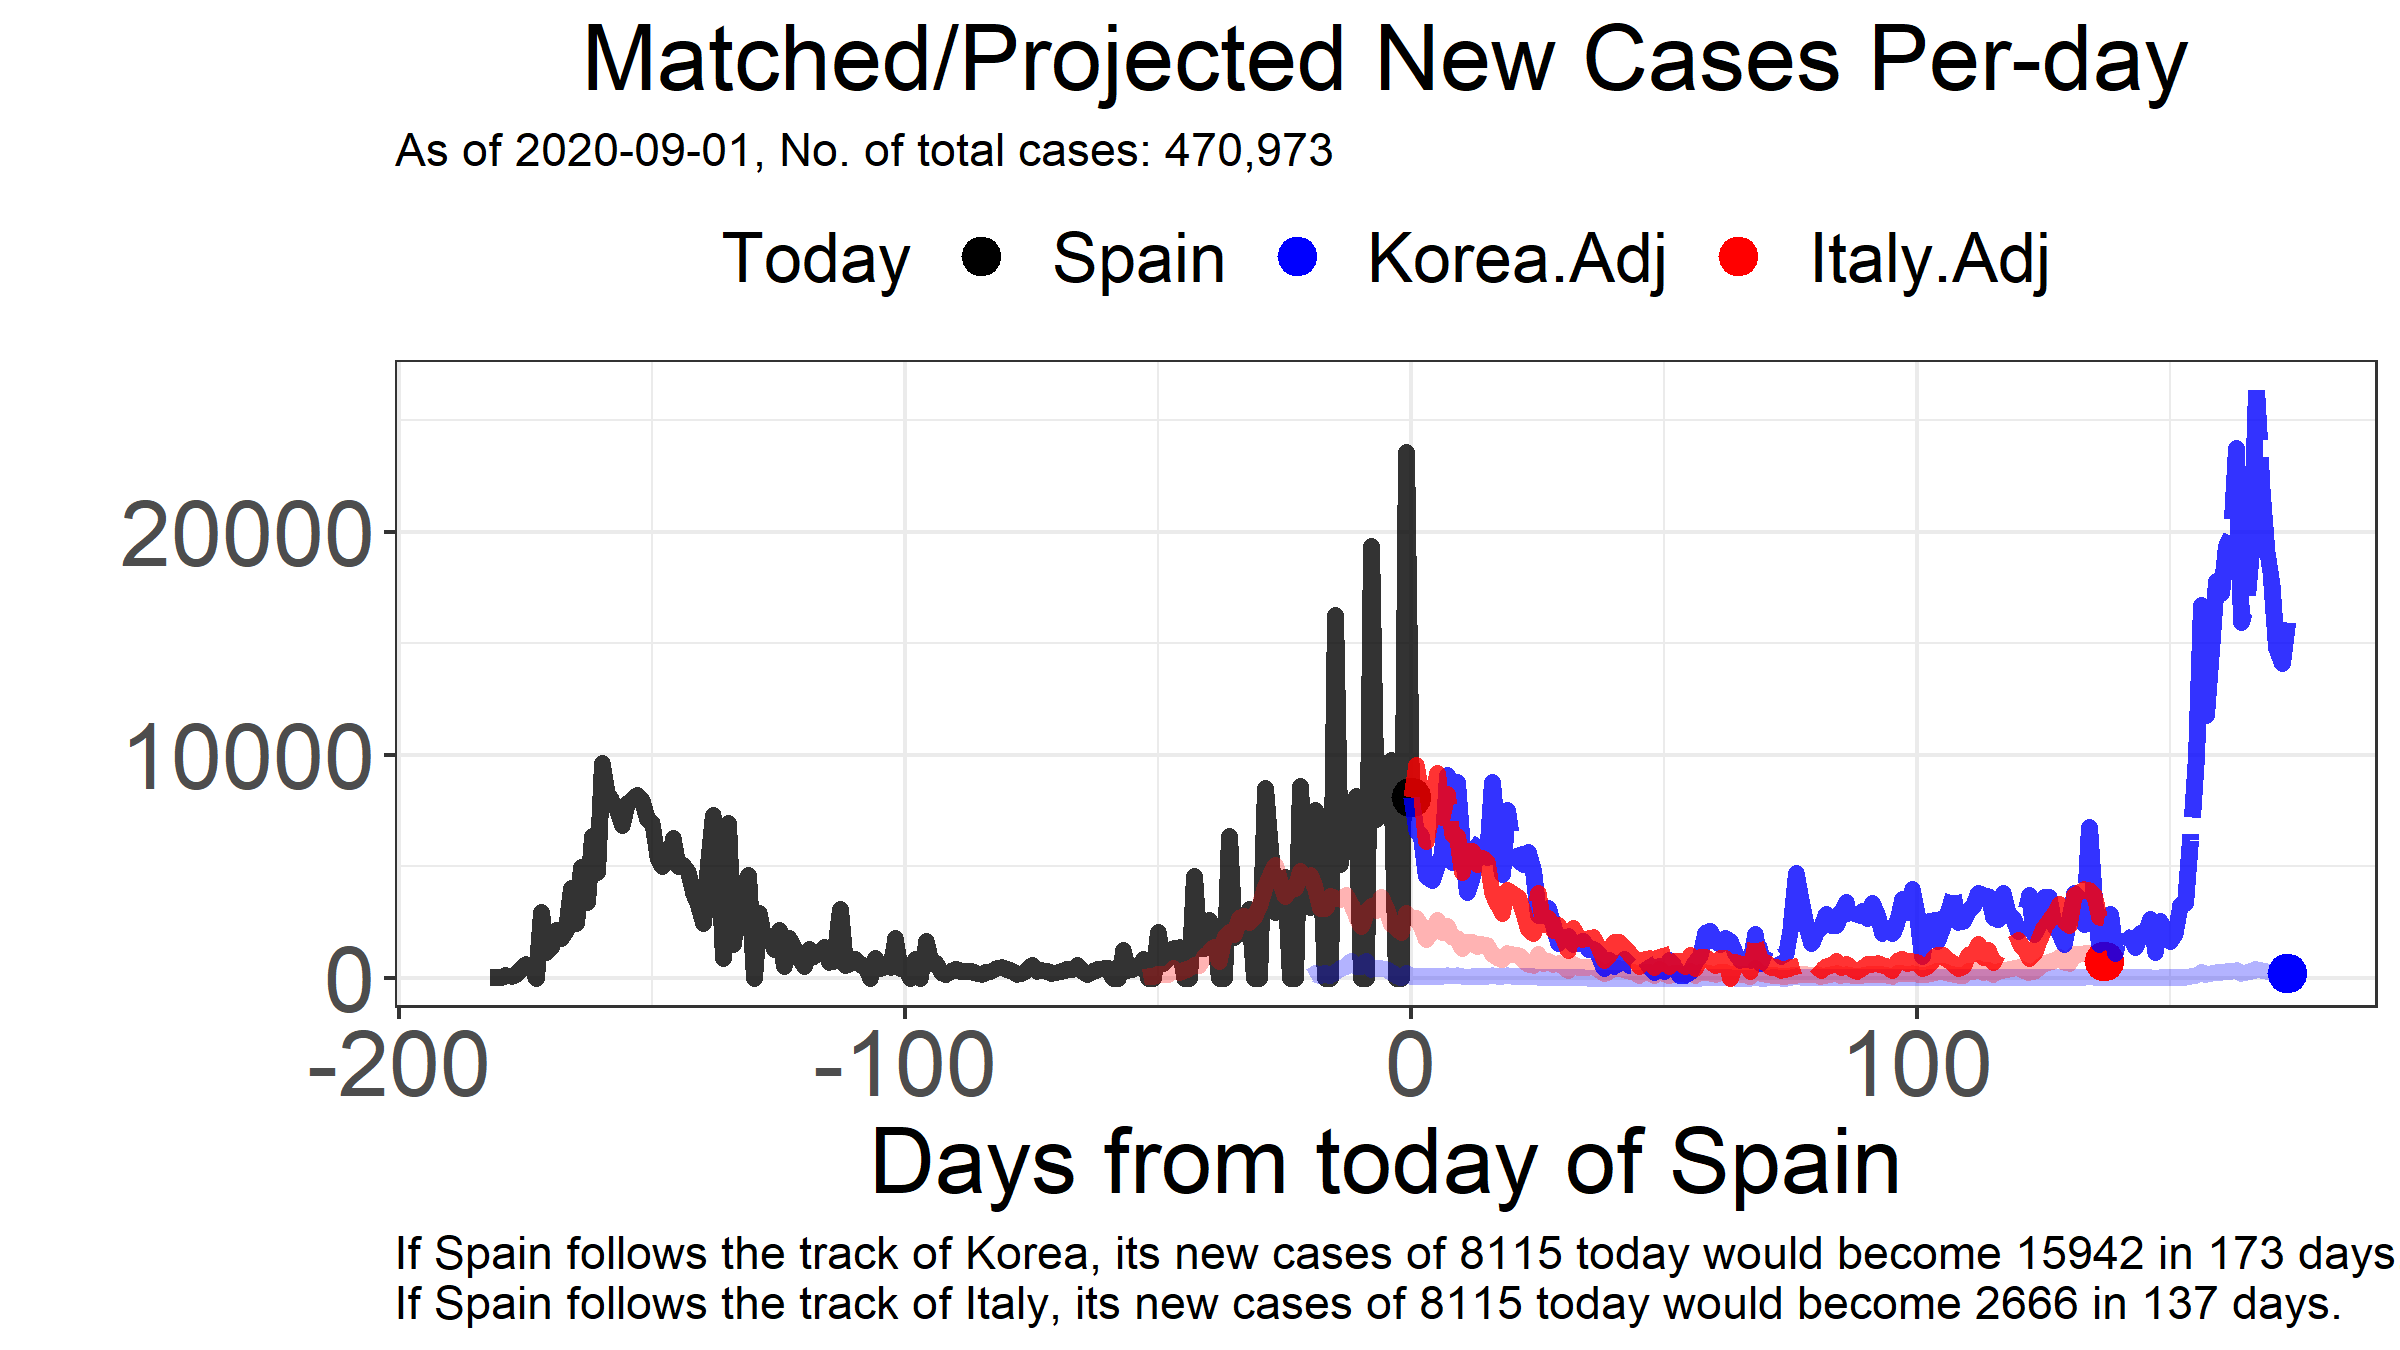 Matched/Projected New Cases Per-day
As of 2020-09-01, No. of total cases: 470,973
Today Spain Korea.Adj Italy.Adj
20000
10000
0
-200 -100 0 100
Days from today of Spain
If Spain follows the track of Korea, its new cases of 8115 today would become 15942 in 173 days
If Spain follows the track of Italy, its new cases of 8115 today would become 2666 in 137 days.